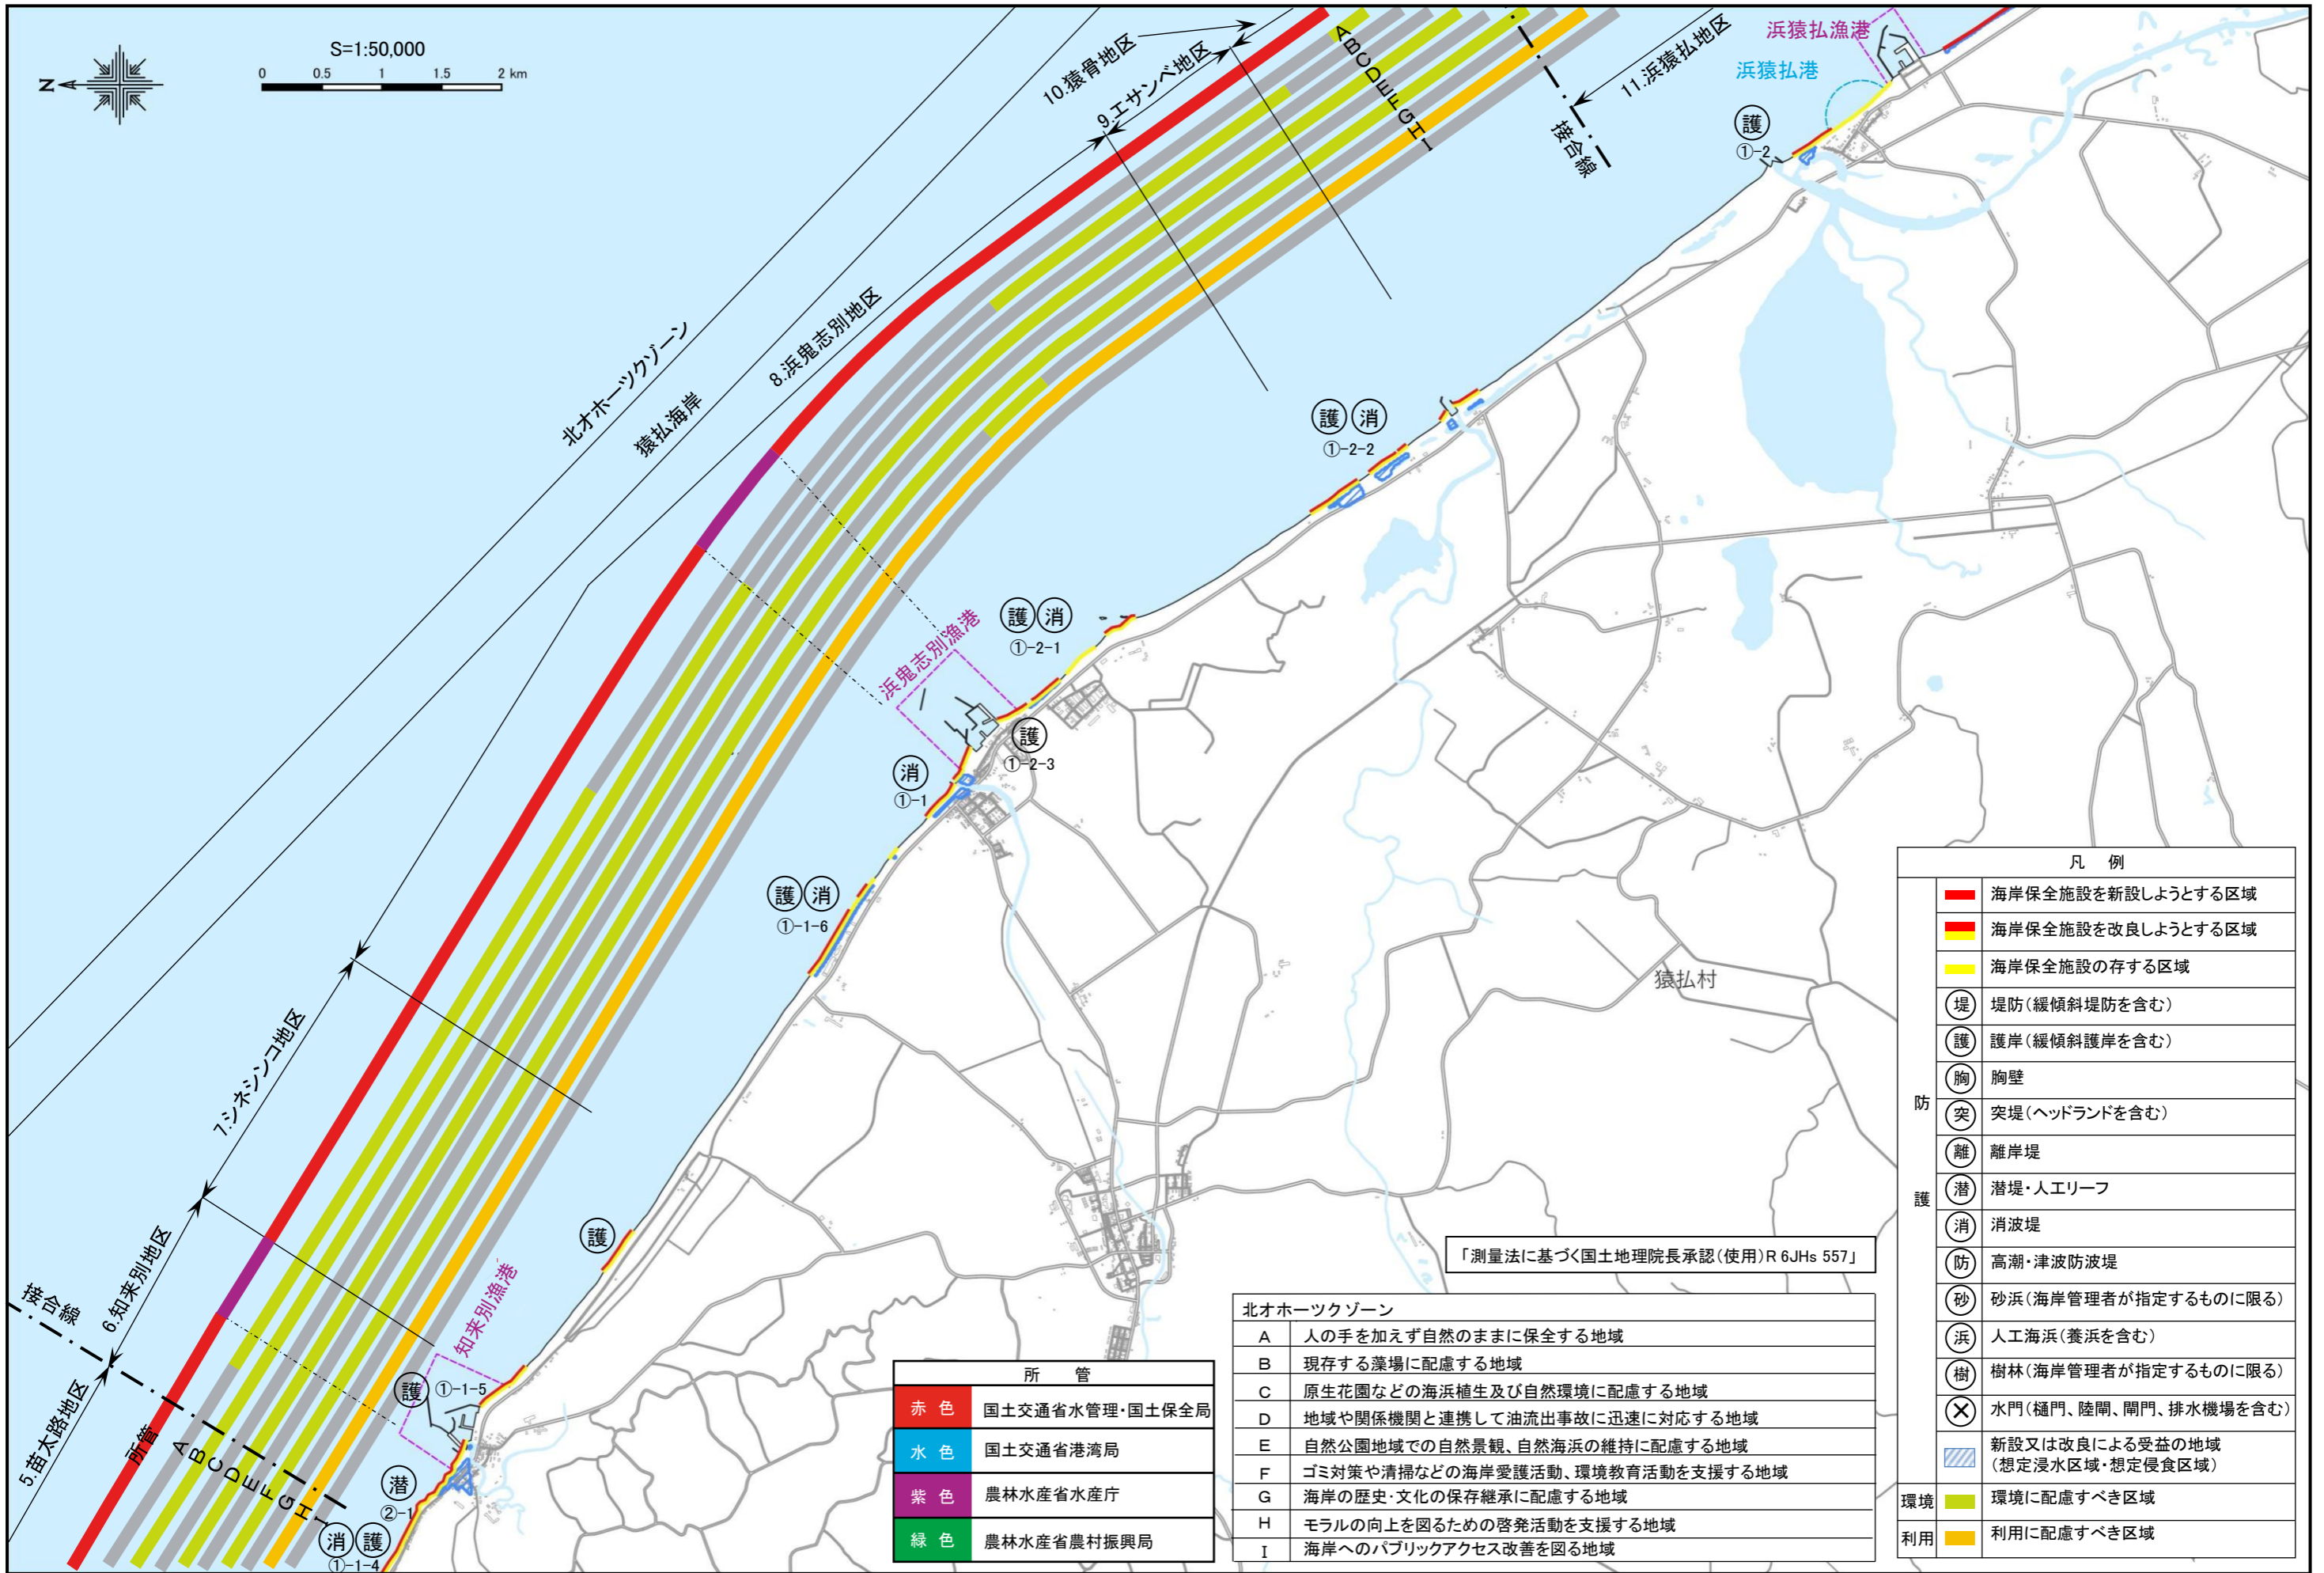 N
S=1:50,000
0 0.5 1 1.5 2 km
10.猿骨地区
9.エサンベ地区
11.浜猿払地区
接合線
A B C D E F G H I
浜猿払漁港
浜猿払港
護
①-2
北オホーツクゾーン
猿払海岸
8.浜鬼志別地区
護 消
①-2-2
護 消
①-2-1
浜鬼志別漁港
護
①-2-3
消
①-1
護 消
①-1-6
猿払村
7.シネシンコ地区
6.知来別地区
接合線
5.苗太路地区
所管
A B C D E F G H I
護
知来別漁港
護 ①-1-5
潜
②-1
消 護
①-1-4
「測量法に基づく国土地理院長承認(使用)R 6JHs 557」
所 管
赤 色 国土交通省水管理・国土保全局
水 色 国土交通省港湾局
紫 色 農林水産省水産庁
緑 色 農林水産省農村振興局
北オホーツクゾーン
A 人の手を加えず自然のままに保全する地域
B 現存する藻場に配慮する地域
C 原生花園などの海浜植生及び自然環境に配慮する地域
D 地域や関係機関と連携して油流出事故に迅速に対応する地域
E 自然公園地域での自然景観、自然海浜の維持に配慮する地域
F ゴミ対策や清掃などの海岸愛護活動、環境教育活動を支援する地域
G 海岸の歴史・文化の保存継承に配慮する地域
H モラルの向上を図るための啓発活動を支援する地域
I 海岸へのパブリックアクセス改善を図る地域
凡 例
防護
海岸保全施設を新設しようとする区域
海岸保全施設を改良しようとする区域
海岸保全施設の存する区域
堤 堤防(緩傾斜堤防を含む)
護 護岸(緩傾斜護岸を含む)
胸 胸壁
突 突堤(ヘッドランドを含む)
離 離岸堤
潜 潜堤・人工リーフ
消 消波堤
防 高潮・津波防波堤
砂 砂浜(海岸管理者が指定するものに限る)
浜 人工海浜(養浜を含む)
樹 樹林(海岸管理者が指定するものに限る)
水門(樋門、陸閘、閘門、排水機場を含む)
新設又は改良による受益の地域
(想定浸水区域・想定侵食区域)
環境 環境に配慮すべき区域
利用 利用に配慮すべき区域